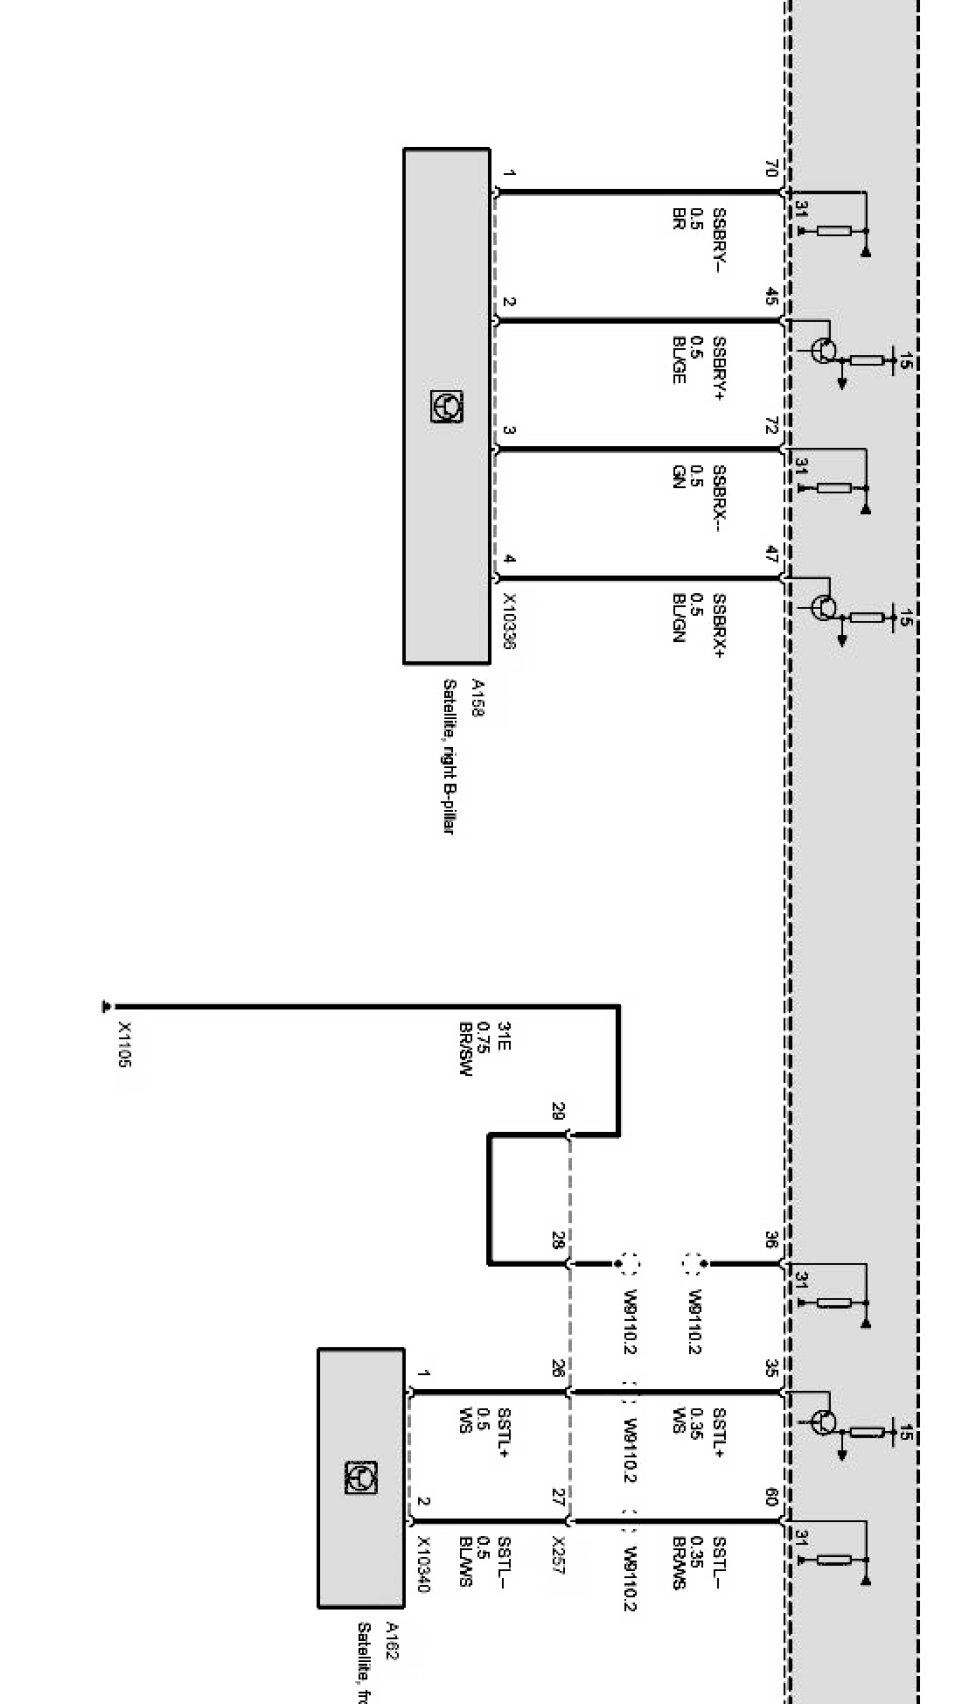 70
1
31
SSBRY–
0.5
BR
45
2
15
SSBRY+
0.5
BL/GE
72
3
31
SSBRX--
0.5
GN
47
4
15
SSBRX+
0.5
BL/GN
X10336
A158
Satellite, right B-pillar
X1105
31E
0.75
BR/SW
29
28
36
31
W9110.2
W9110.2
1
26
35
15
SSTL+
0.5
WS
W9110.2
SSTL+
0.35
WS
2
27
60
31
X10340
SSTL–
0.5
BL/WS
X257
W9110.2
SSTL–
0.35
BR/WS
A162
Satellite,